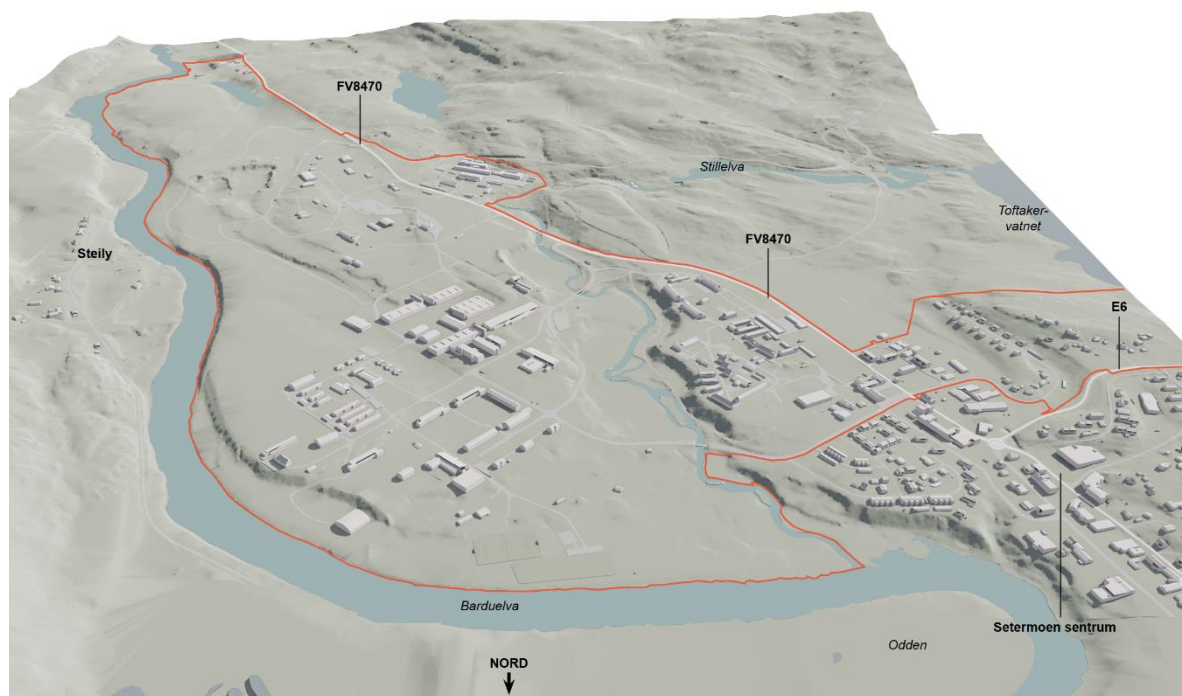 FV8470
Stillelva
Toftaker-
vatnet
FV8470
Steily
E6
Barduelva
Setermoen sentrum
Odden
NORD